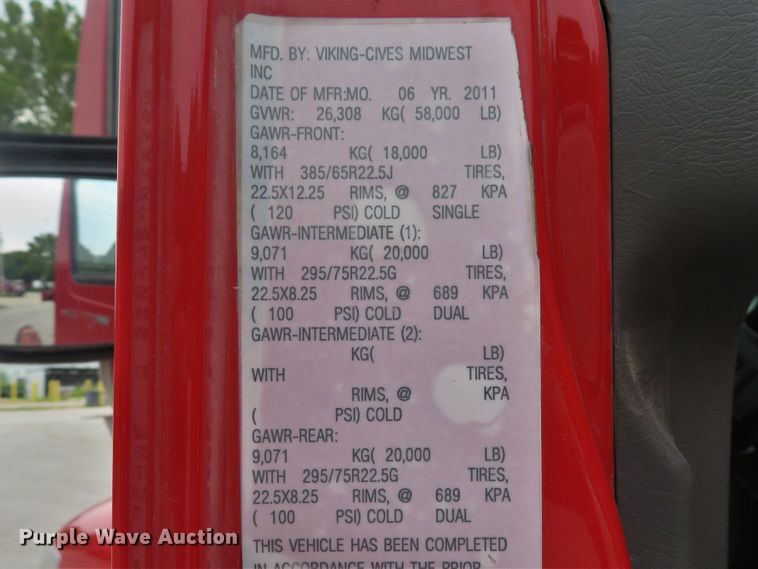 MFD. BY: VIKING-CIVES MIDWEST
INC
DATE OF MFR:MO. 06 YR. 2011
GVWR: 26,308 KG( 58,000 LB)
GAWR-FRONT:
8,164 KG( 18,000 LB)
WITH 385/65R22.5J TIRES,
22.5X12.25 RIMS, @ 827 KPA
( 120 PSI) COLD SINGLE
GAWR-INTERMEDIATE (1):
9,071 KG( 20,000 LB)
WITH 295/75R22.5G TIRES,
22.5X8.25 RIMS, @ 689 KPA
( 100 PSI) COLD DUAL
GAWR-INTERMEDIATE (2):
KG( LB)
WITH TIRES,
RIMS, @ KPA
( PSI) COLD
GAWR-REAR:
9,071 KG( 20,000 LB)
WITH 295/75R22.5G TIRES,
22.5X8.25 RIMS, @ 689 KPA
( 100 PSI) COLD DUAL
THIS VEHICLE HAS BEEN COMPLETED
IN ACCORDANCE WITH THE PRIOR
Purple Wave Auction